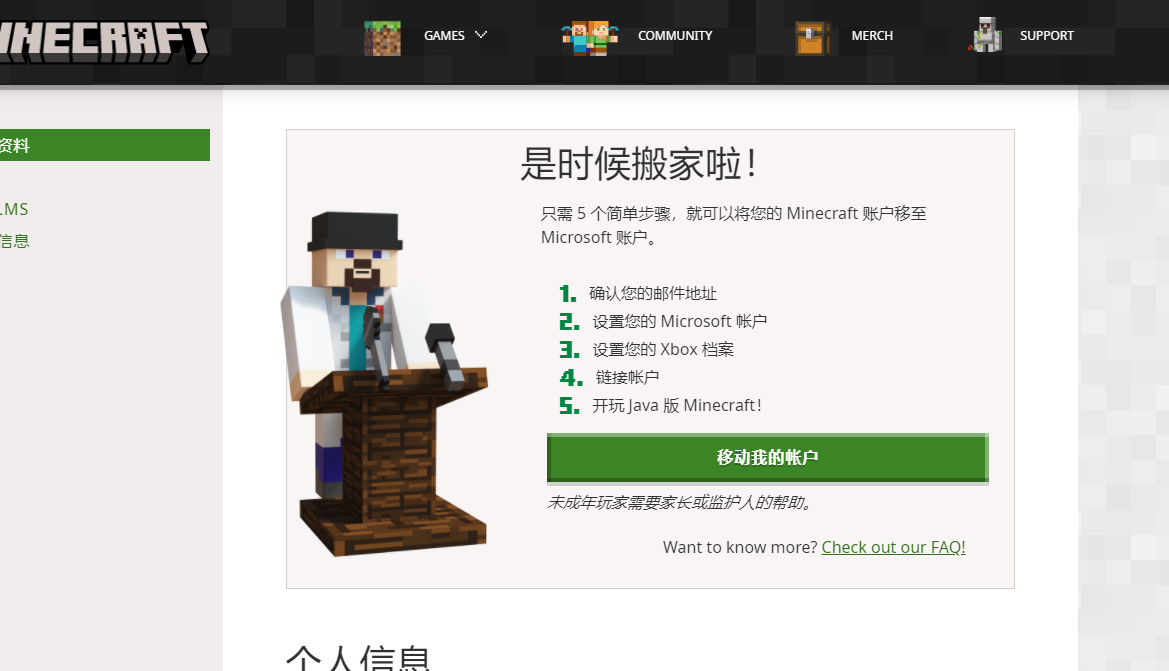 MINECRAFT
GAMES
COMMUNITY
MERCH
SUPPORT
资料
LMS
信息
是时候搬家啦！
只需 5 个简单步骤，就可以将您的 Minecraft 账户移至
Microsoft 账户。
1. 确认您的邮件地址
2. 设置您的 Microsoft 帐户
3. 设置您的 Xbox 档案
4. 链接帐户
5. 开玩 Java 版 Minecraft！
移动我的帐户
未成年玩家需要家长或监护人的帮助。
Want to know more? Check out our FAQ!
个人信息